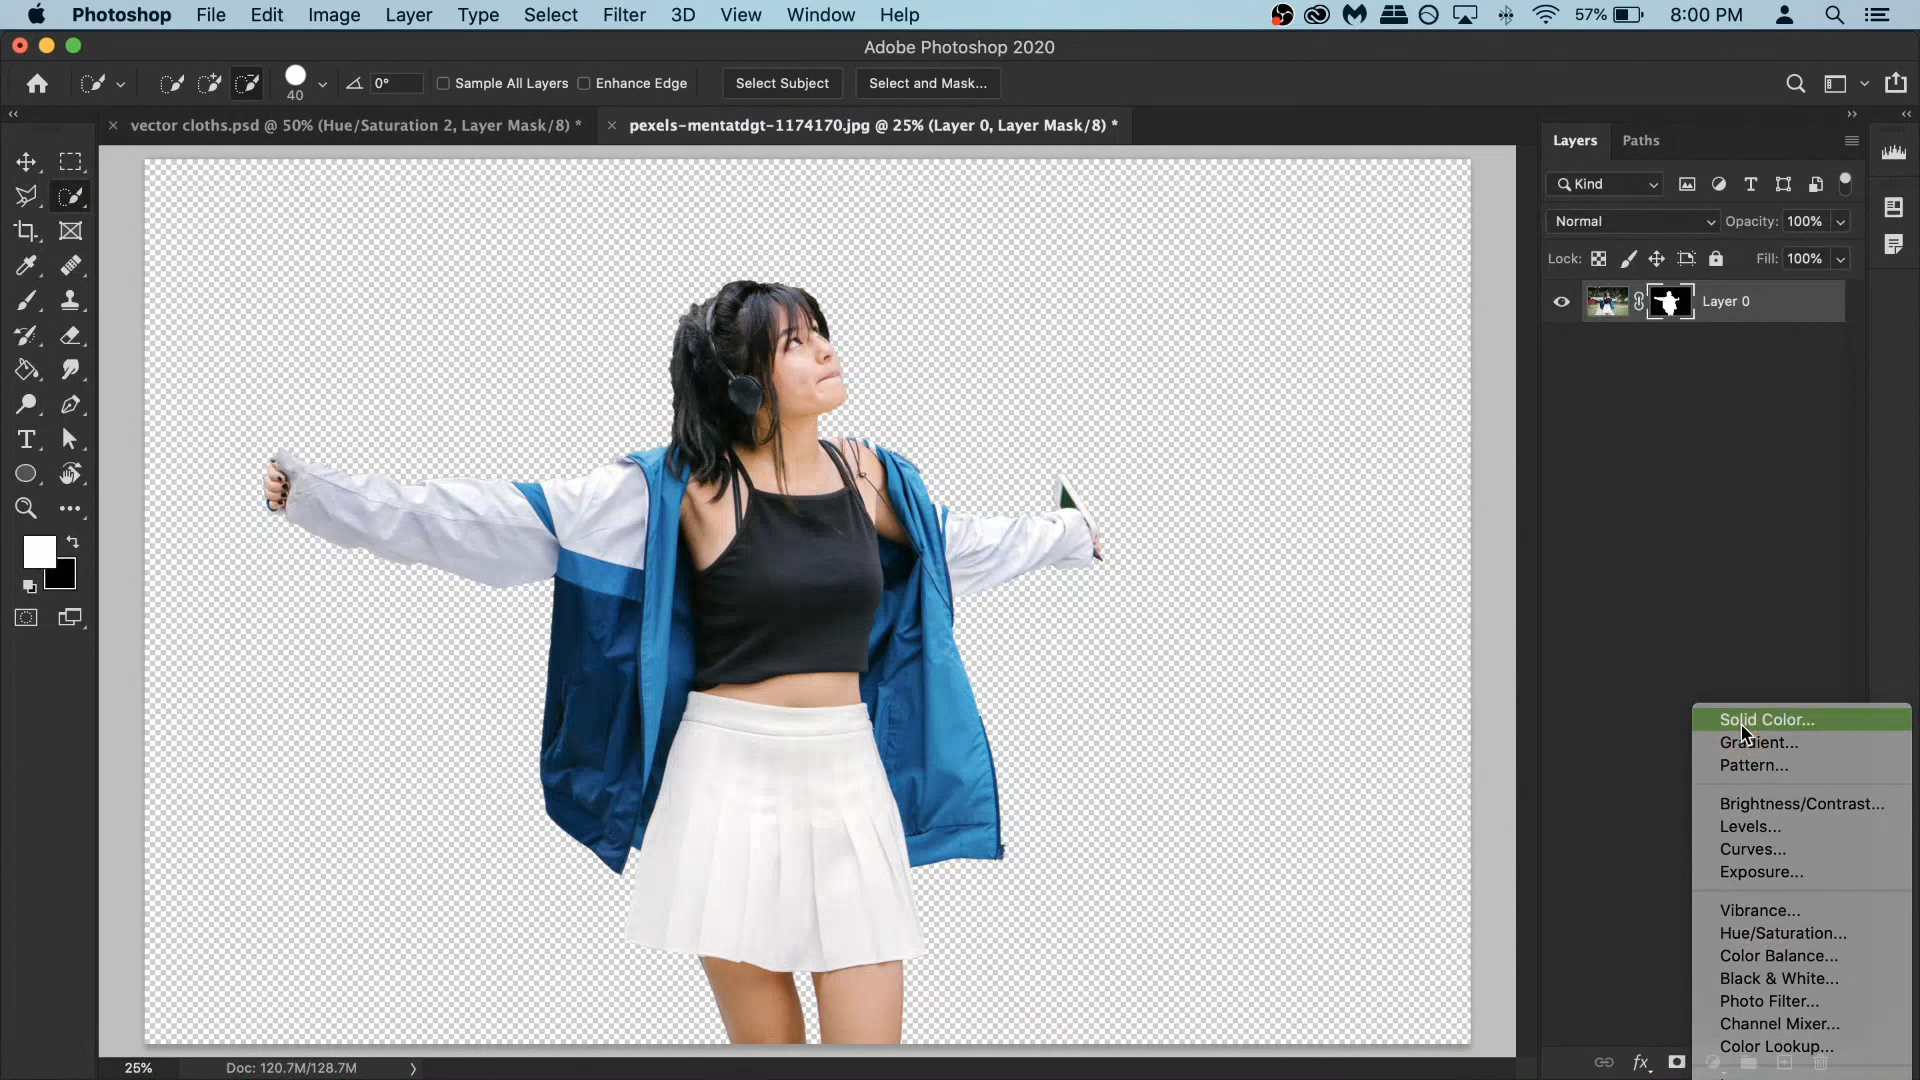 Photoshop File Edit Image Layer Type Select Filter 3D View Window Help 57% 8:00 PM
Adobe Photoshop 2020
40 0° Sample All Layers Enhance Edge Select Subject Select and Mask...
vector cloths.psd @ 50% (Hue/Saturation 2, Layer Mask/8) * pexels-mentatdgt-1174170.jpg @ 25% (Layer 0, Layer Mask/8) *
Layers Paths
Kind
Normal Opacity: 100%
Lock: Fill: 100%
Layer 0
Solid Color...
Gradient...
Pattern...
Brightness/Contrast...
Levels...
Curves...
Exposure...
Vibrance...
Hue/Saturation...
Color Balance...
Black & White...
Photo Filter...
Channel Mixer...
Color Lookup...
25% Doc: 120.7M/128.7M
fx